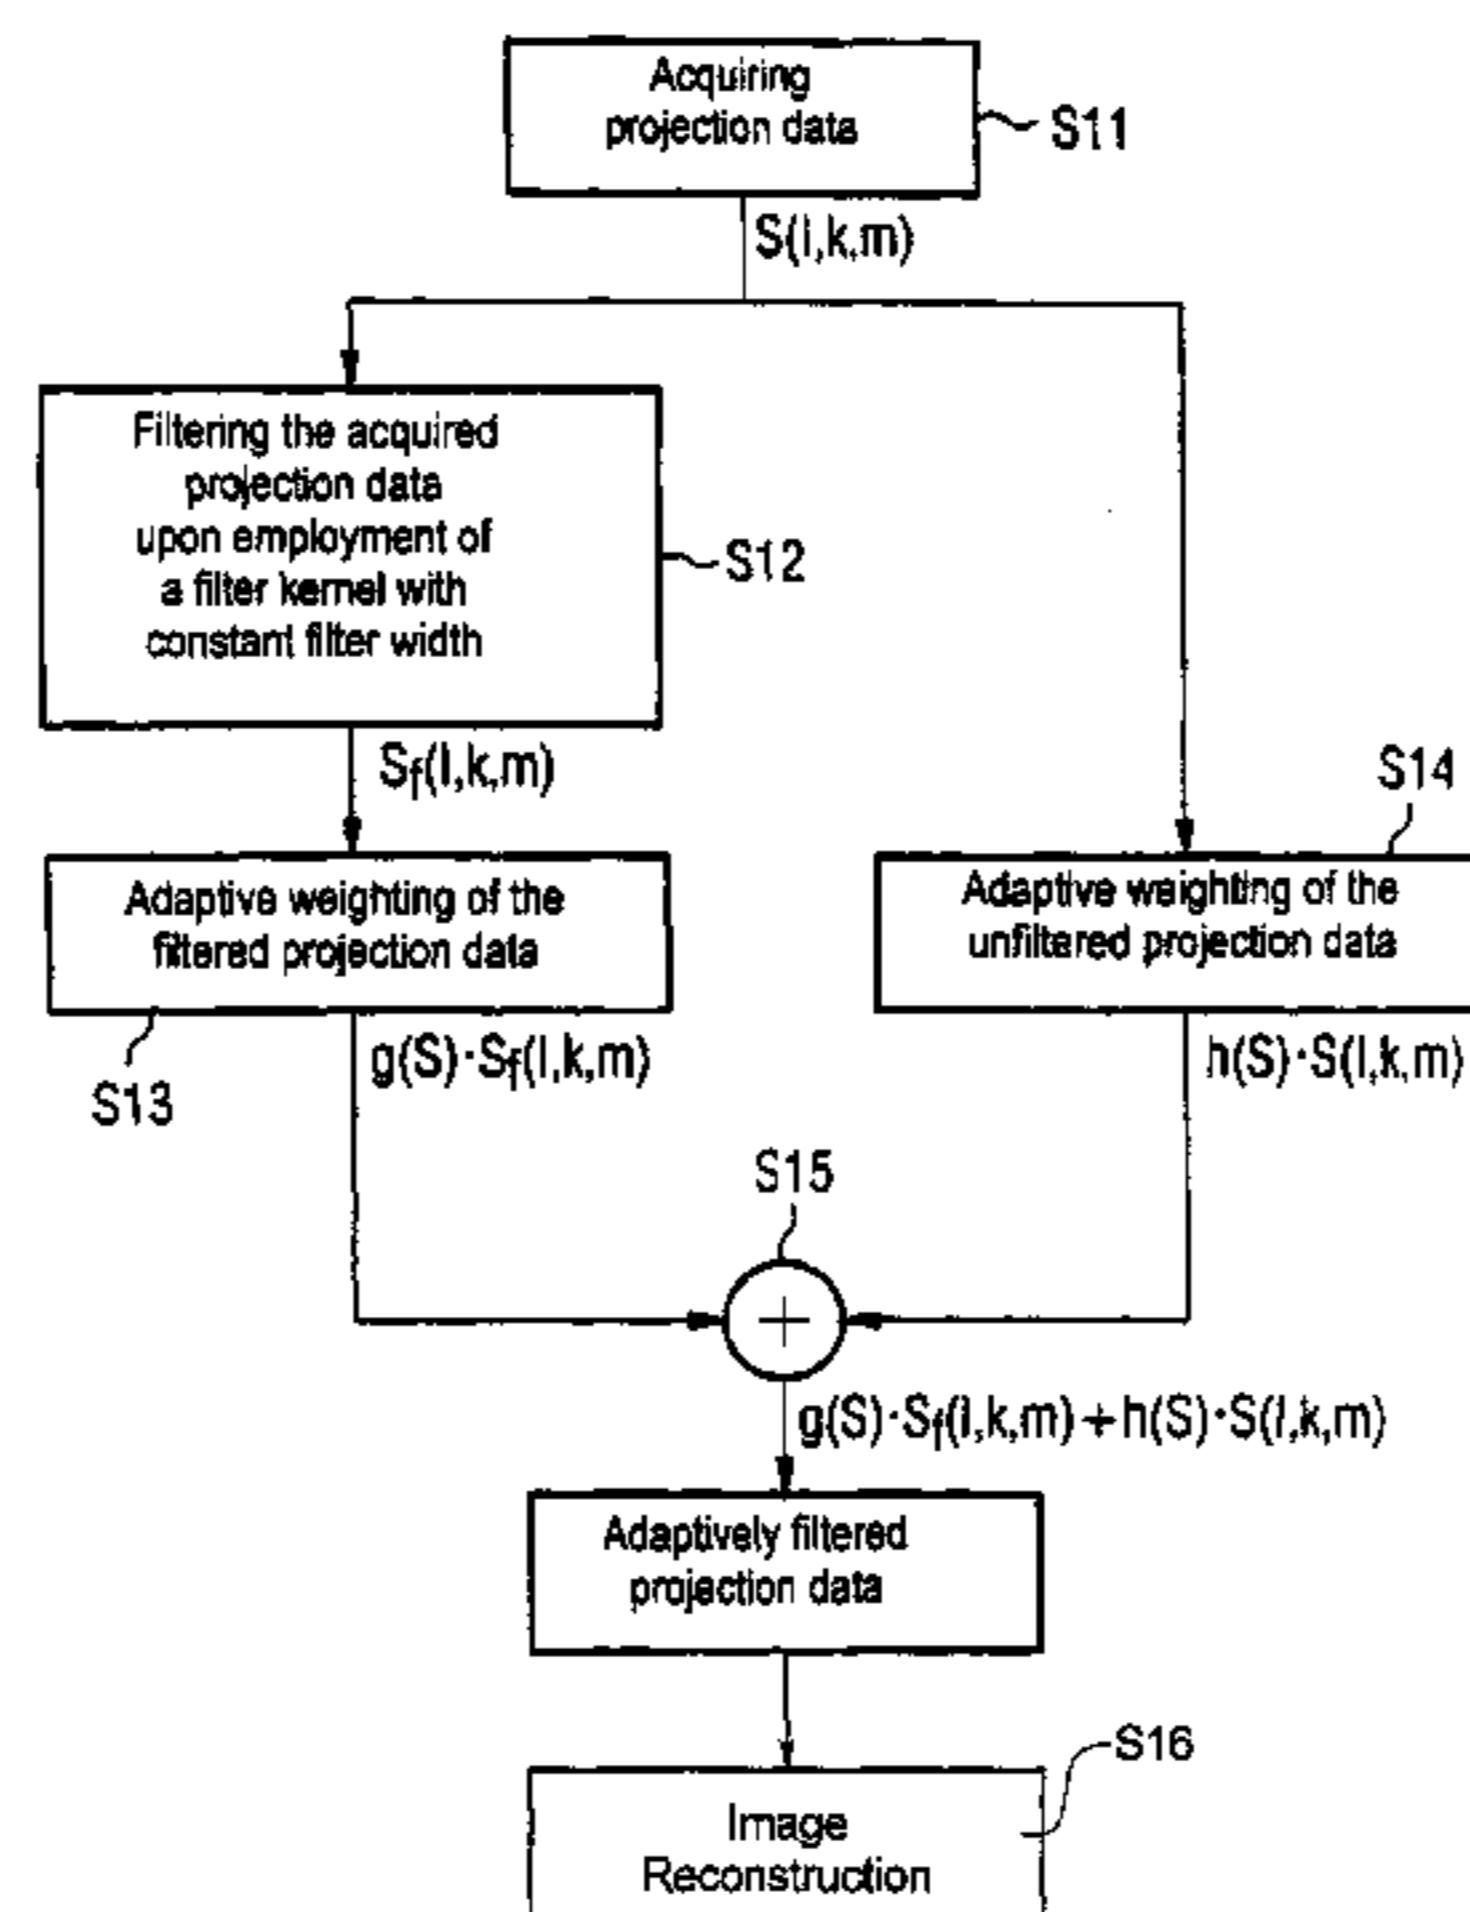 Acquiring
projection data
S11
S(l,k,m)
Filtering the acquired
projection data
upon employment of
a filter kernel with
constant filter width
S12
Sf(l,k,m)
S14
Adaptive weighting of the
filtered projection data
Adaptive weighting of the
unfiltered projection data
S13
g(S)·Sf(l,k,m)
h(S)·S(l,k,m)
S15
+
g(S)·Sf(l,k,m)+h(S)·S(l,k,m)
Adaptively filtered
projection data
S16
Image
Reconstruction